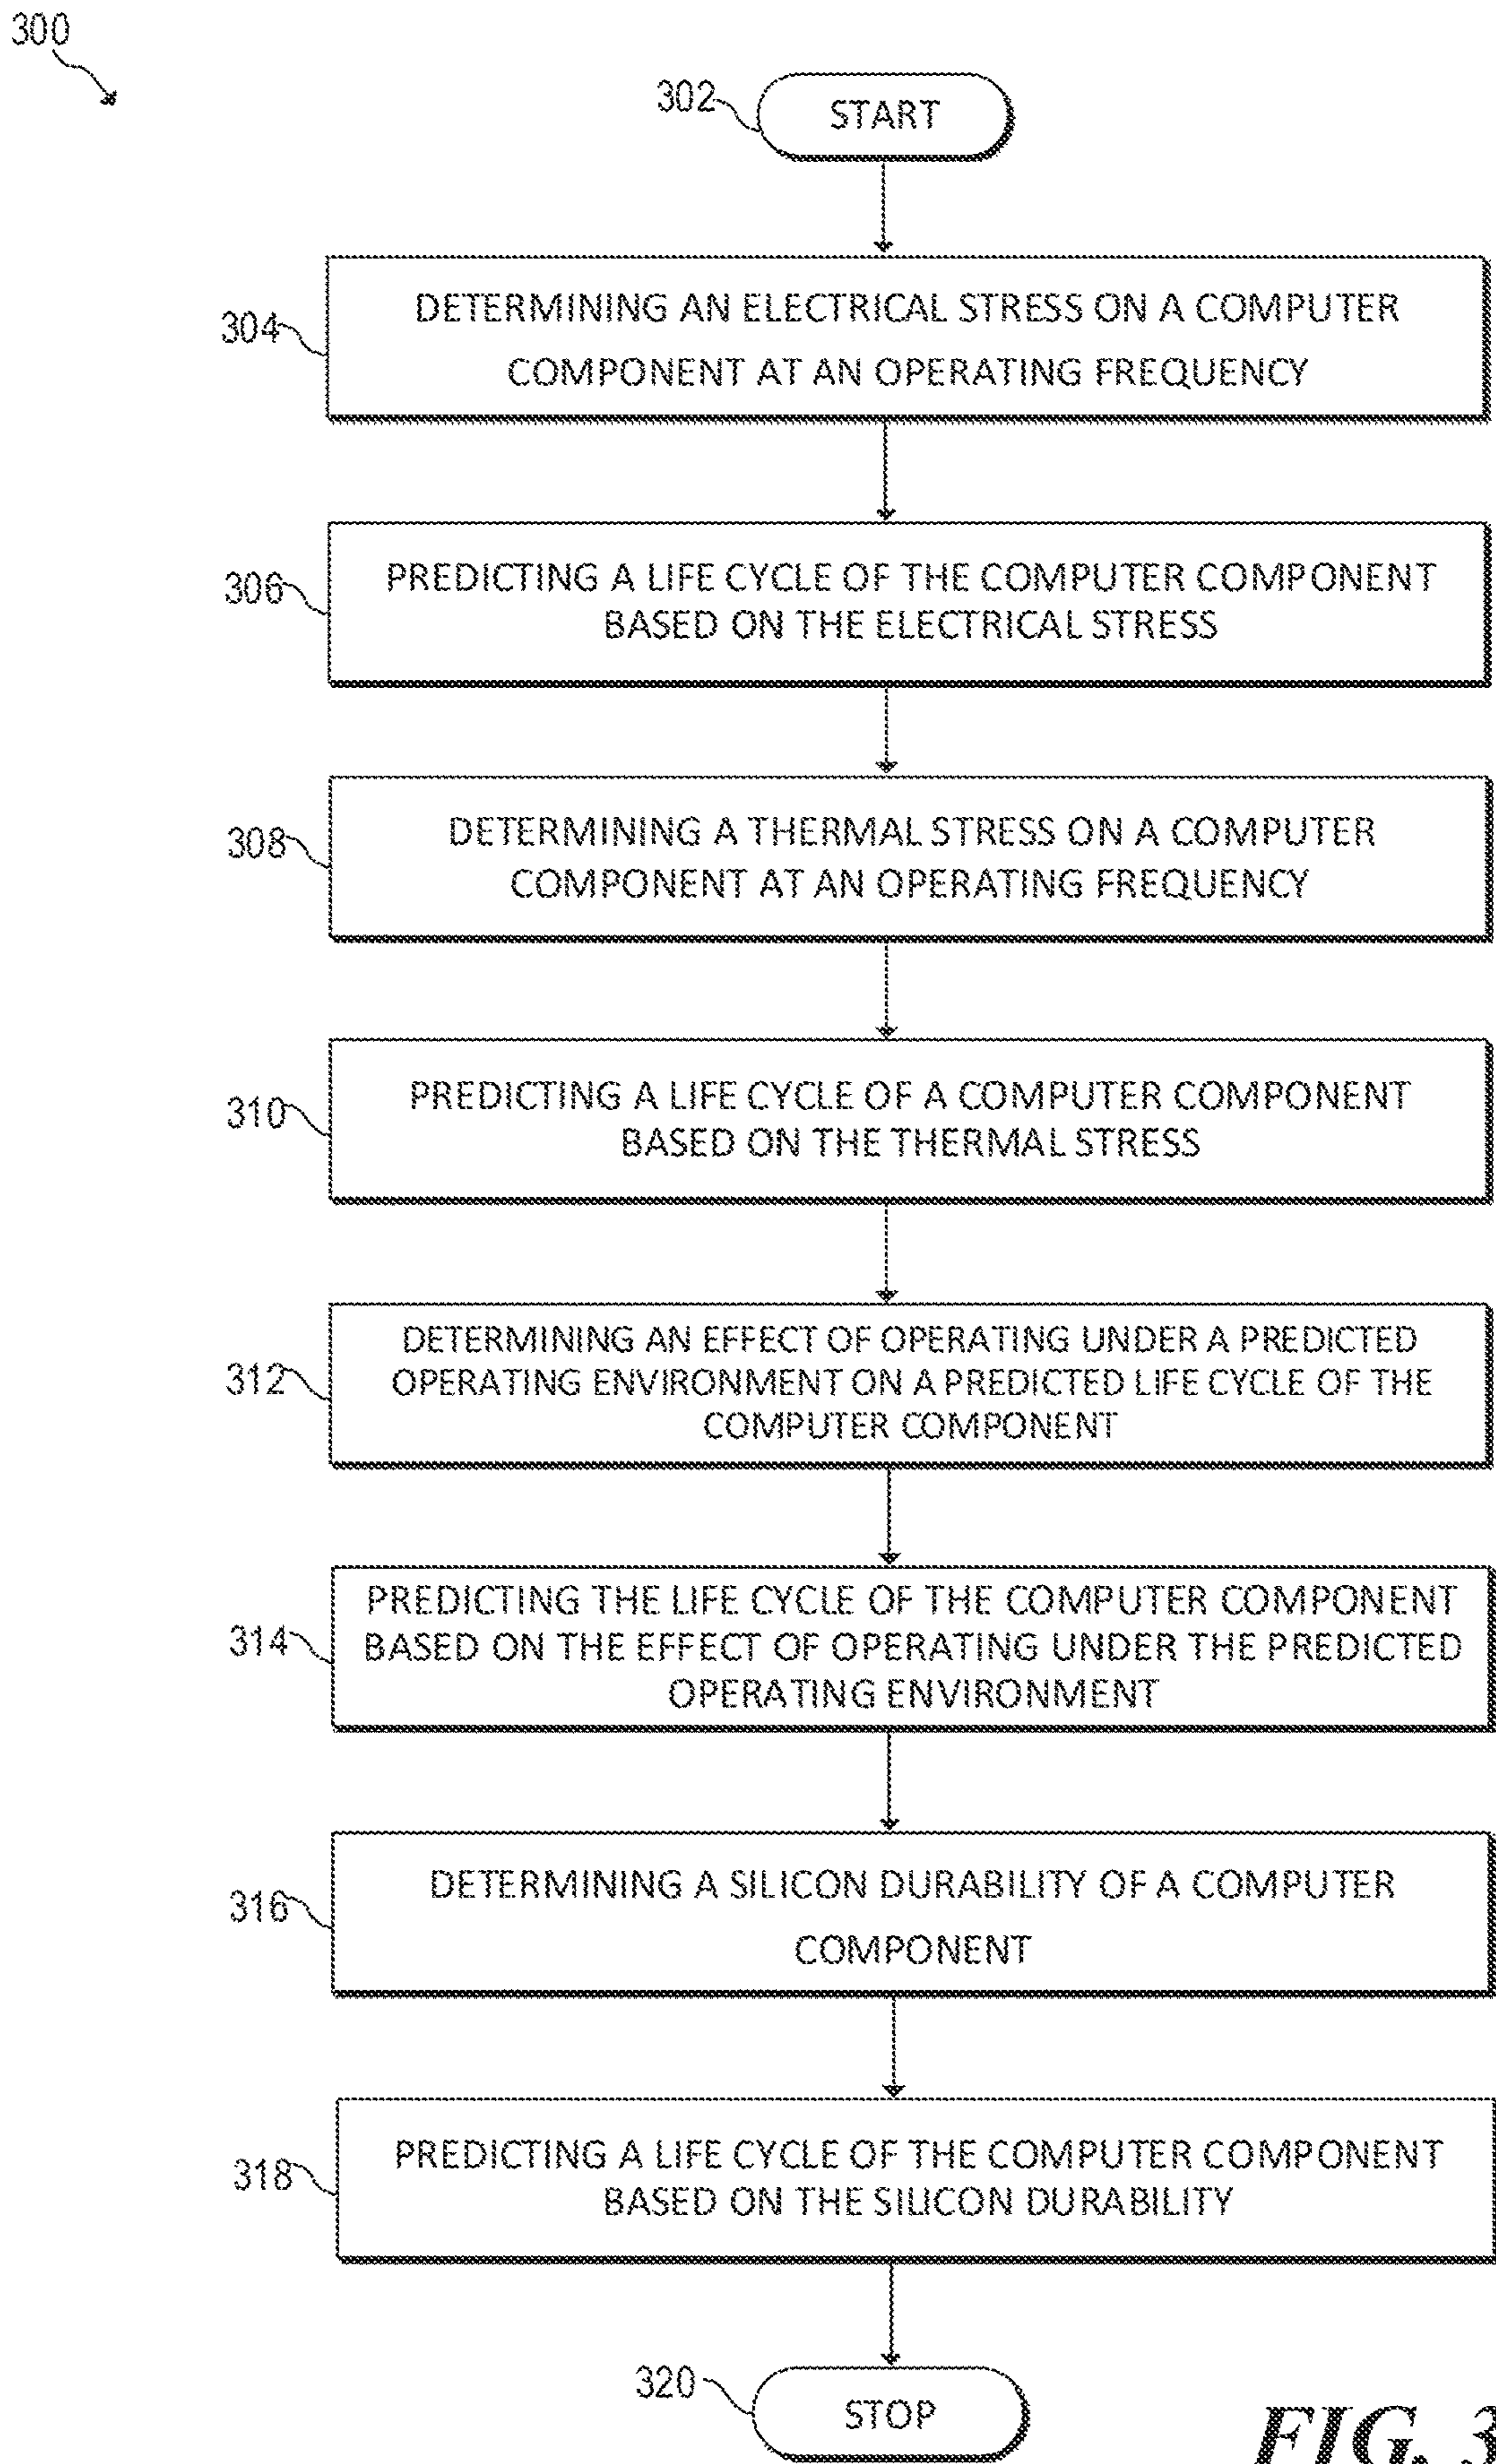 300
302
START
304
DETERMINING AN ELECTRICAL STRESS ON A COMPUTER
COMPONENT AT AN OPERATING FREQUENCY
306
PREDICTING A LIFE CYCLE OF THE COMPUTER COMPONENT
BASED ON THE ELECTRICAL STRESS
308
DETERMINING A THERMAL STRESS ON A COMPUTER
COMPONENT AT AN OPERATING FREQUENCY
310
PREDICTING A LIFE CYCLE OF A COMPUTER COMPONENT
BASED ON THE THERMAL STRESS
312
DETERMINING AN EFFECT OF OPERATING UNDER A PREDICTED
OPERATING ENVIRONMENT ON A PREDICTED LIFE CYCLE OF THE
COMPUTER COMPONENT
314
PREDICTING THE LIFE CYCLE OF THE COMPUTER COMPONENT
BASED ON THE EFFECT OF OPERATING UNDER THE PREDICTED
OPERATING ENVIRONMENT
316
DETERMINING A SILICON DURABILITY OF A COMPUTER
COMPONENT
318
PREDICTING A LIFE CYCLE OF THE COMPUTER COMPONENT
BASED ON THE SILICON DURABILITY
320
STOP
FIG. 3